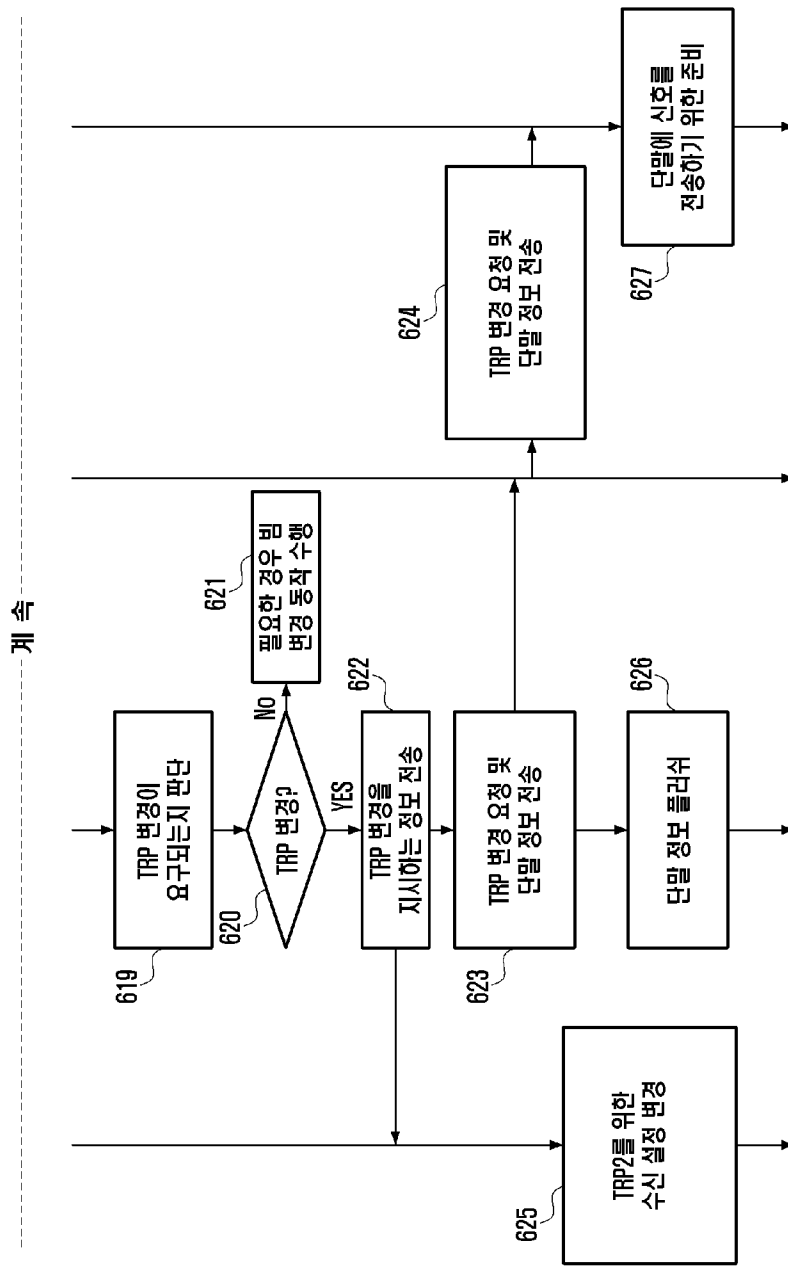 계 속
TRP 변경이
요구되는지 판단
619
TRP 변경?
620
NO
YES
필요한 경우 빔
변경 동작 수행
621
TRP 변경을
지시하는 정보 전송
622
TRP 변경 요청 및
단말 정보 전송
623
TRP 변경 요청 및
단말 정보 전송
624
TRP2를 위한
수신 설정 변경
625
단말 정보 플러쉬
626
단말에 신호를
전송하기 위한 준비
627